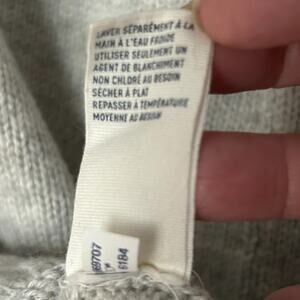 LAVER SÉPARÉMENT À LA
MAIN À L'EAU FROIDE
UTILISER SEULEMENT UN
AGENT DE BLANCHIMENT
NON CHLORÉ AU BESOIN
SÉCHER À PLAT
REPASSER À TEMPÉRATURE
MOYENNE AU BESOIN
69707
6184